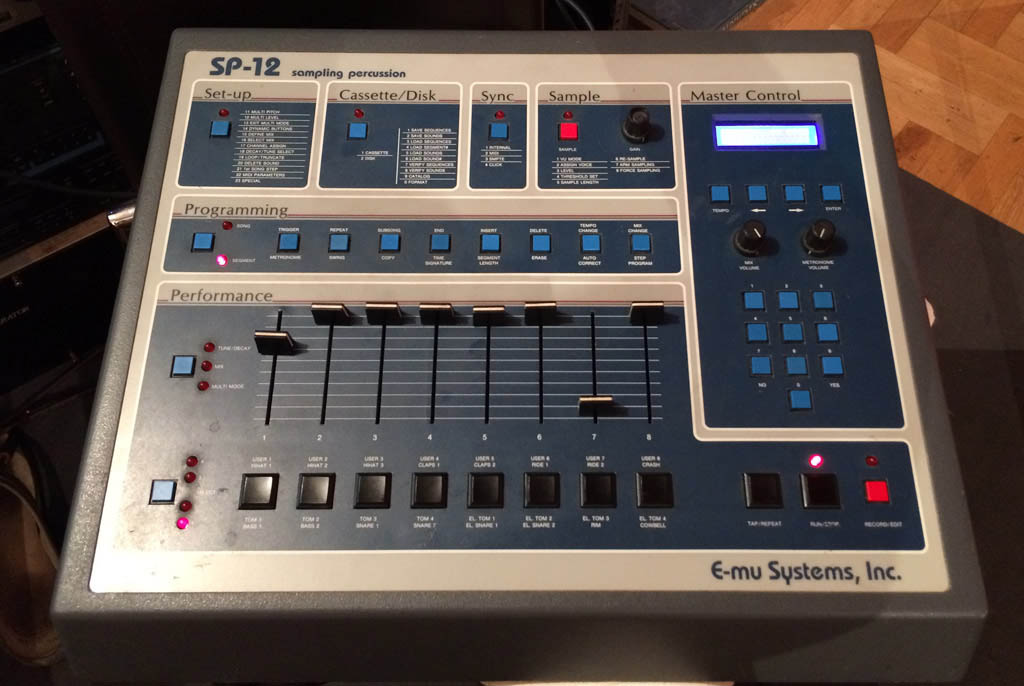 SP-12 sampling percussion
Set-up
11 MULTI PITCH
12 MULTI LEVEL
13 EXIT MULTI MODE
14 DYNAMIC BUTTONS
15 DEFINE MIX
16 SELECT MIX
17 CHANNEL ASSIGN
18 DECAY/TUNE SELECT
19 LOOP/TRUNCATE
20 DELETE SOUND
21 1st SONG STEP
22 MIDI PARAMETERS
23 SPECIAL
Cassette/Disk
1 CASSETTE
2 DISK
1 SAVE SEQUENCES
2 SAVE SOUNDS
3 LOAD SEQUENCES
4 LOAD SEGMENT#
5 LOAD SOUNDS
6 LOAD SOUND#
7 VERIFY SEQUENCES
8 VERIFY SOUNDS
9 CATALOG
0 FORMAT
Sync
1 INTERNAL
2 MIDI
3 SMPTE
4 CLICK
Sample
SAMPLE
GAIN
1 VU MODE
2 ASSIGN VOICE
3 LEVEL
4 THRESHOLD SET
5 SAMPLE LENGTH
6 RE-SAMPLE
7 ARM SAMPLING
9 FORCE SAMPLING
Master Control
TEMPO
ENTER
MIX VOLUME
METRONOME VOLUME
1 2 3
4 5 6
7 8 9
NO 0 YES
Programming
SONG
SEGMENT
TRIGGER
METRONOME
REPEAT
SWING
SUBSONG
COPY
END
TIME SIGNATURE
INSERT
SEGMENT LENGTH
DELETE
ERASE
TEMPO CHANGE
AUTO CORRECT
MIX CHANGE
STEP PROGRAM
Performance
TUNE/DECAY
MIX
MULTI MODE
1 2 3 4 5 6 7 8
USER 1 USER 2 USER 3 USER 4 USER 5 USER 6 USER 7 USER 8
HIHAT 1 HIHAT 2 HIHAT 3 CLAPS 1 CLAPS 2 RIDE 1 RIDE 2 CRASH
TOM 1 TOM 2 TOM 3 TOM 4 EL. TOM 1 EL. TOM 2 EL. TOM 3 EL. TOM 4
BASS 1 BASS 2 SNARE 1 SNARE 2 EL. SNARE 1 EL. SNARE 2 RIM COWBELL
TAP/REPEAT
RUN/STOP
RECORD/EDIT
E-mu Systems, Inc.